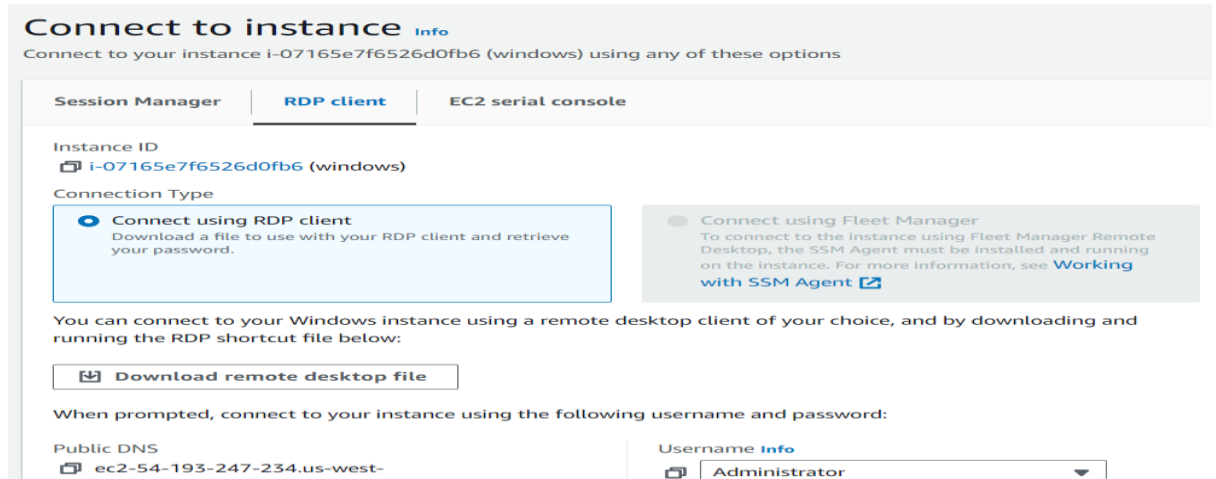 Connect to instance Info
Connect to your instance i-07165e7f6526d0fb6 (windows) using any of these options
Session Manager
RDP client
EC2 serial console
Instance ID
i-07165e7f6526d0fb6 (windows)
Connection Type
Connect using RDP client
Download a file to use with your RDP client and retrieve
your password.
Connect using Fleet Manager
To connect to the instance using Fleet Manager Remote
Desktop, the SSM Agent must be installed and running
on the instance. For more information, see Working
with SSM Agent
You can connect to your Windows instance using a remote desktop client of your choice, and by downloading and
running the RDP shortcut file below:
Download remote desktop file
When prompted, connect to your instance using the following username and password:
Public DNS
ec2-54-193-247-234.us-west-
Username Info
Administrator